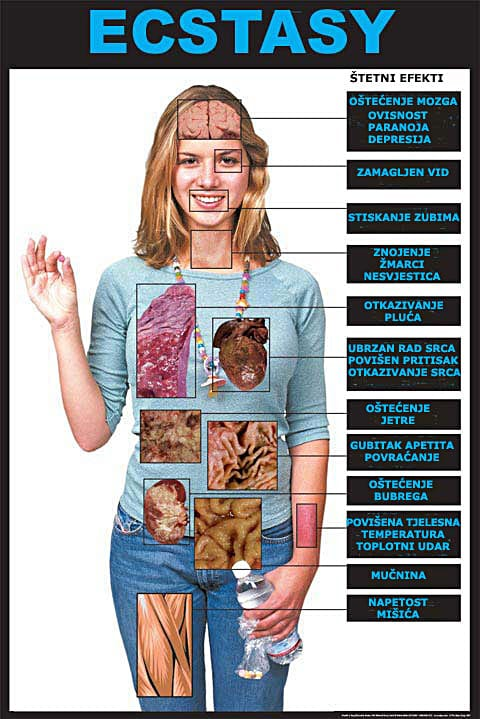 ECSTASY
ŠTETNI EFEKTI
OŠTEĆENJE MOZGA
OVISNOST
PARANOJA
DEPRESIJA
ZAMAGLJEN VID
STISKANJE ZUBIMA
ZNOJENJE
ŽMARCI
NESVJESTICA
OTKAZIVANJE
PLUĆA
UBRZAN RAD SRCA
POVIŠEN PRITISAK
OTKAZIVANJE SRCA
OŠTEĆENJE
JETRE
GUBITAK APETITA
POVRAĆANJE
OŠTEĆENJE
BUBREGA
POVIŠENA TJELESNA
TEMPERATURA
TOPLOTNI UDAR
MUČNINA
NAPETOST
MIŠIĆA